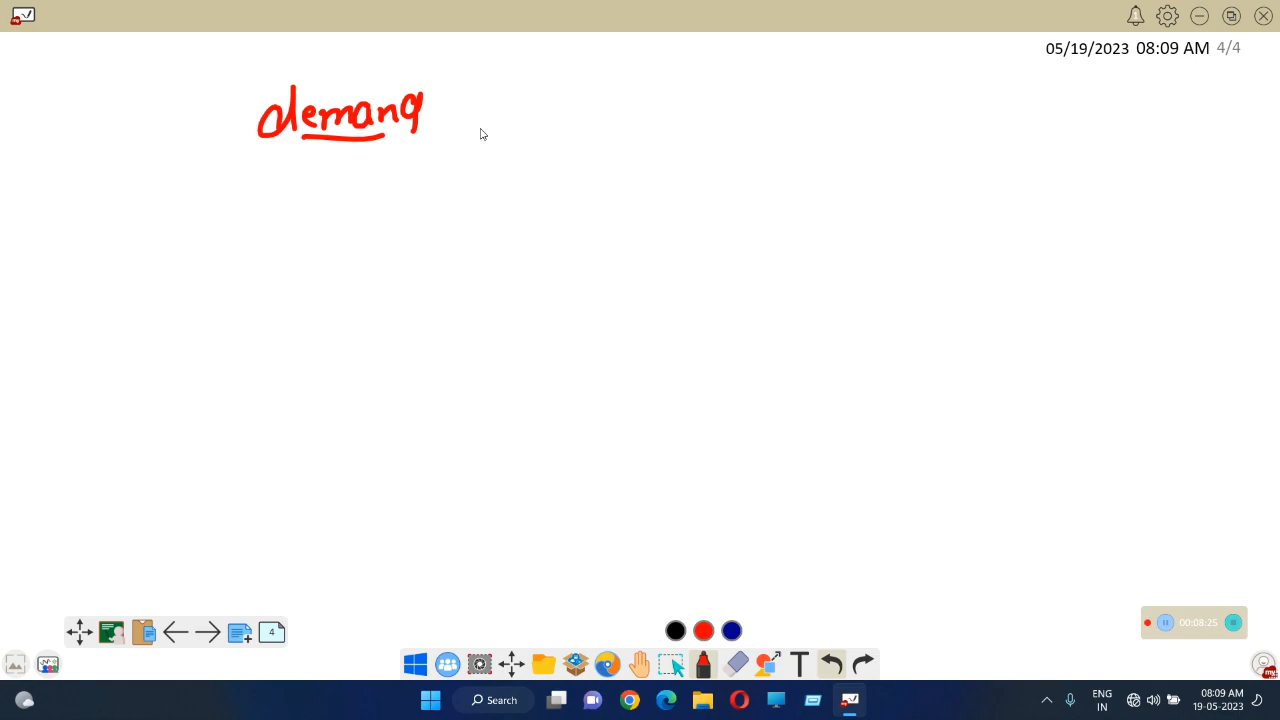 05/19/2023 08:09 AM 4/4
demand
4
00:08:25
Search
ENG
IN
08:09 AM
19-05-2023